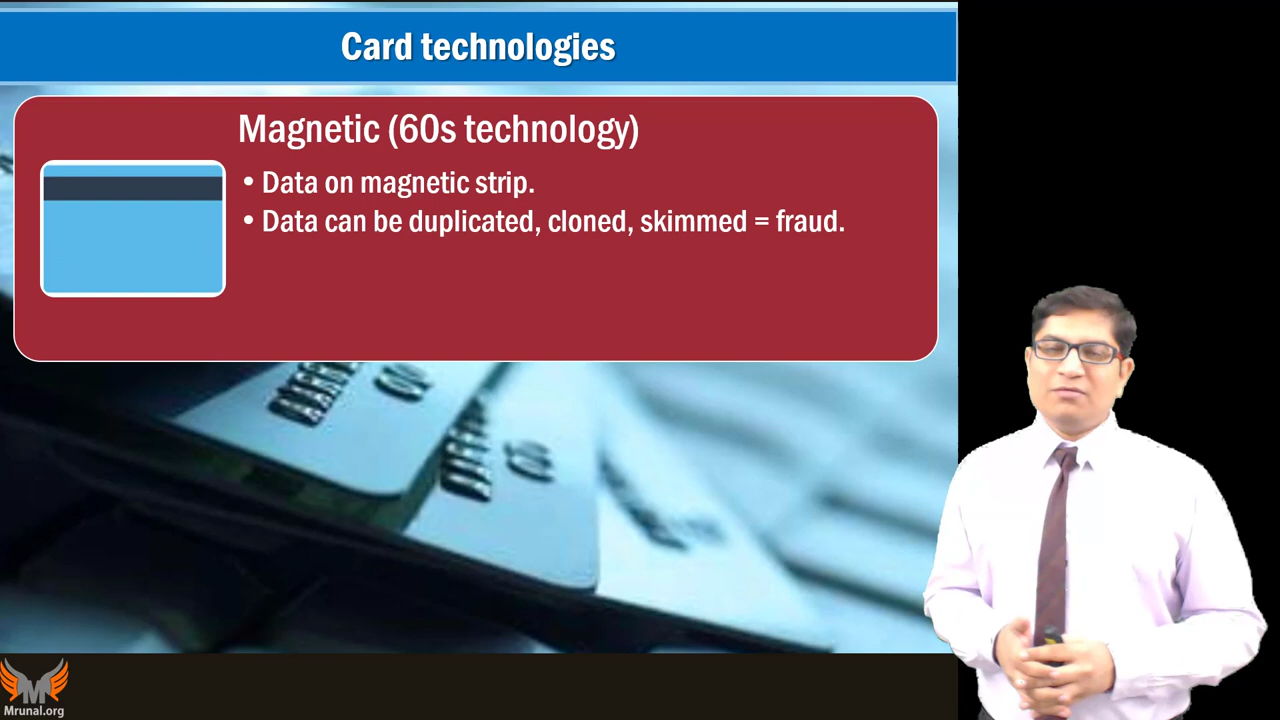 Card technologies
Magnetic (60s technology)
• Data on magnetic strip.
• Data can be duplicated, cloned, skimmed = fraud.
M
Mrunal.org